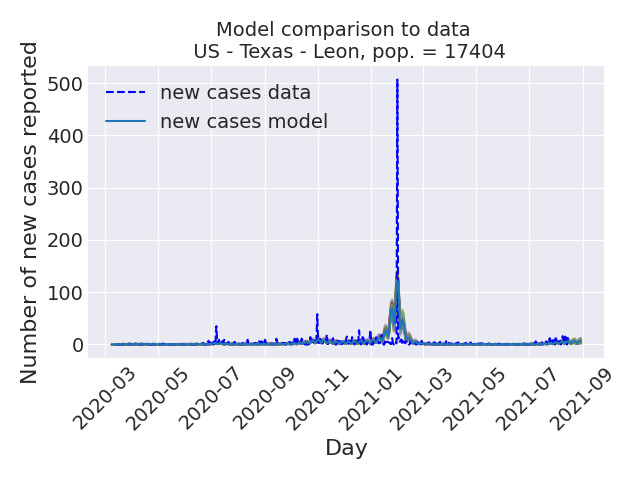 Model comparison to data
US - Texas - Leon, pop. = 17404
Number of new cases reported
500
400
300
200
100
0
new cases data
new cases model
2020-03
2020-05
2020-07
2020-09
2020-11
2021-01
2021-03
2021-05
2021-07
2021-09
Day